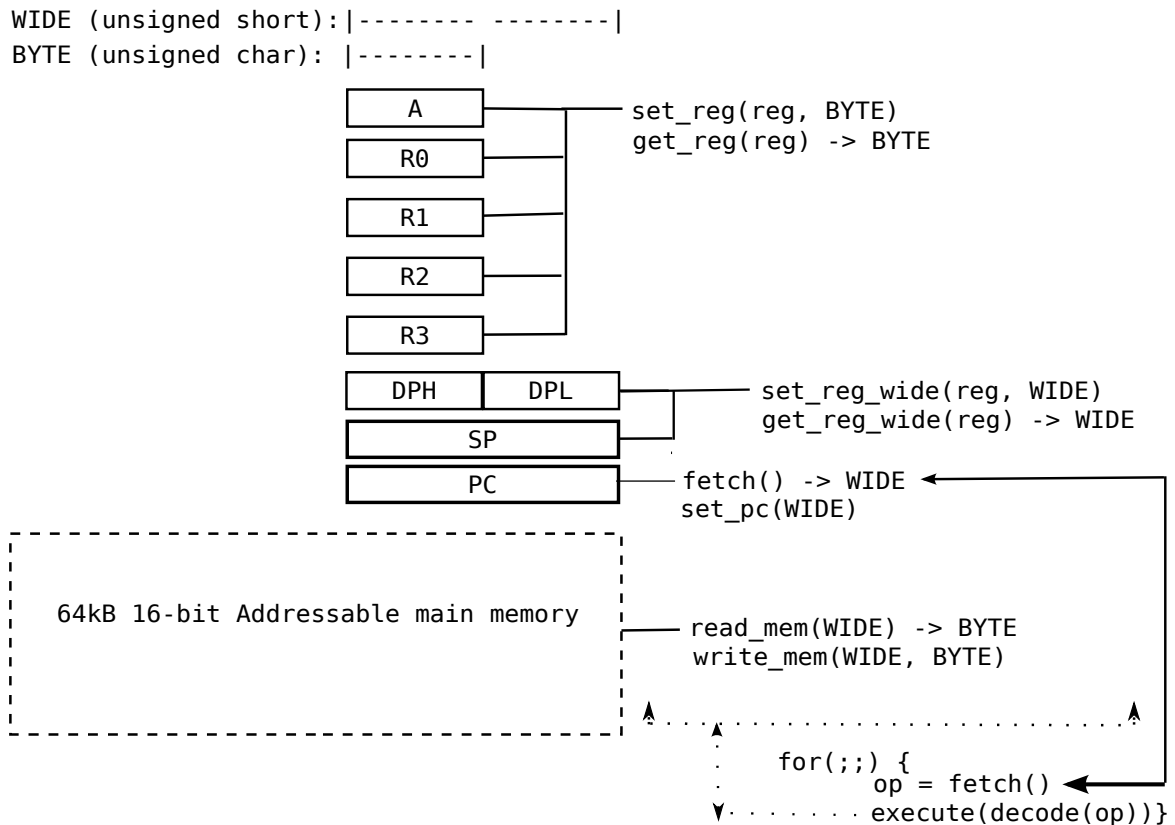 WIDE (unsigned short):|-------- --------|
BYTE (unsigned char): |--------|
A
set_reg(reg, BYTE)
get_reg(reg) -> BYTE
R0
R1
R2
R3
DPH DPL
set_reg_wide(reg, WIDE)
get_reg_wide(reg) -> WIDE
SP
PC
fetch() -> WIDE
set_pc(WIDE)
64kB 16-bit Addressable main memory
read_mem(WIDE) -> BYTE
write_mem(WIDE, BYTE)
for(;;) {
op = fetch()
execute(decode(op))}